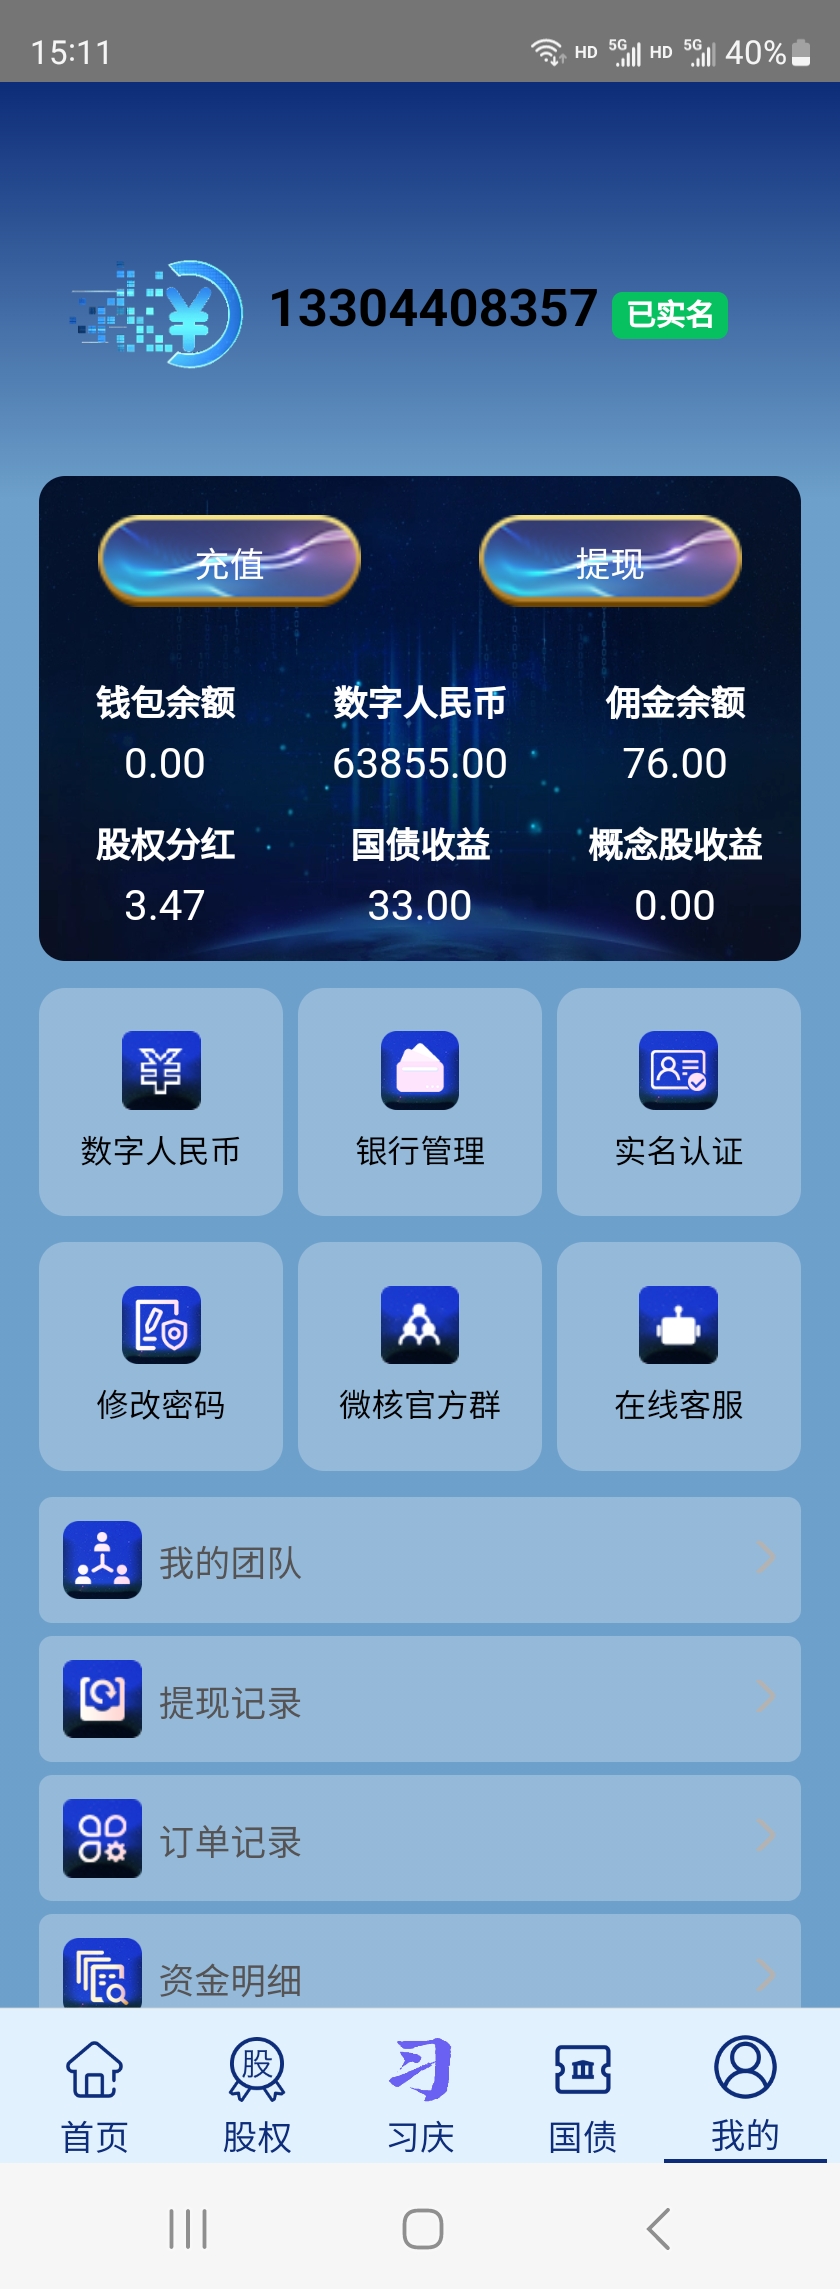 15:11
HD 5G HD 5G 40%
13304408357 已实名
充值 提现
钱包余额 数字人民币 佣金余额
0.00 63855.00 76.00
股权分红 国债收益 概念股收益
3.47 33.00 0.00
数字人民币 银行管理 实名认证
修改密码 微核官方群 在线客服
我的团队
提现记录
订单记录
资金明细
股 习
首页 股权 习庆 国债 我的